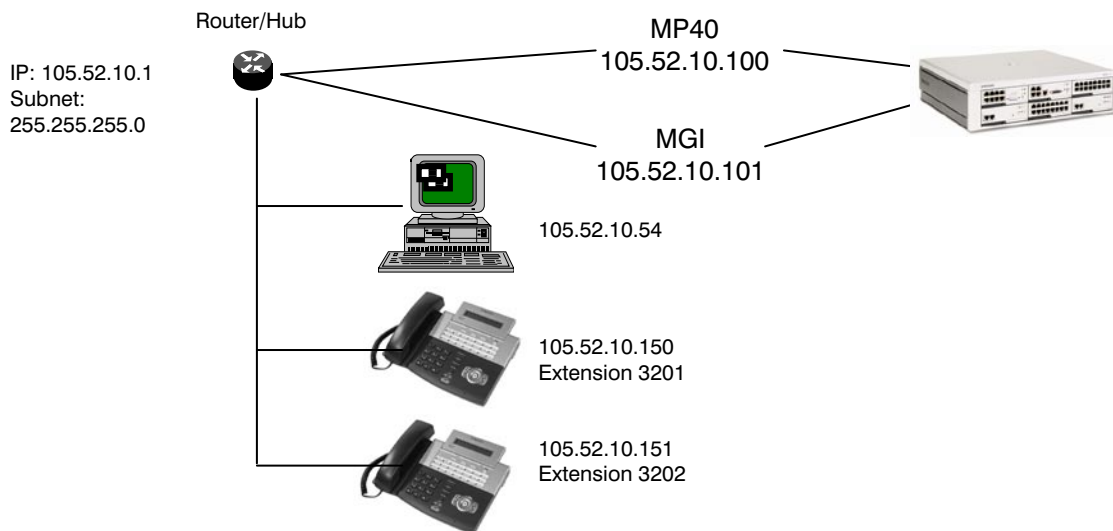 Router/Hub
IP: 105.52.10.1
Subnet:
255.255.255.0
MP40
105.52.10.100
MGI
105.52.10.101
105.52.10.54
105.52.10.150
Extension 3201
105.52.10.151
Extension 3202